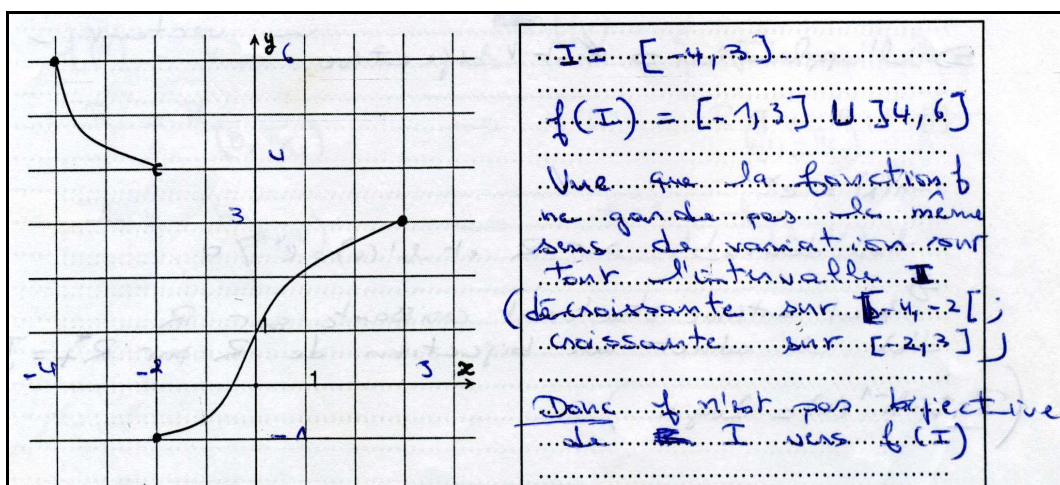 y
6
4
3
-4
-2
1
3
x
-1
I = [-4,3]
f(I) = [-1,3] ∪ ]4,6]
Vue que la fonction f
ne garde pas le même
sens de variation sur
tout l'intervalle I
(décroissante sur [-4,-2[ ;
croissante sur [-2,3] )
Donc f n'est pas bijective
de I vers f(I)